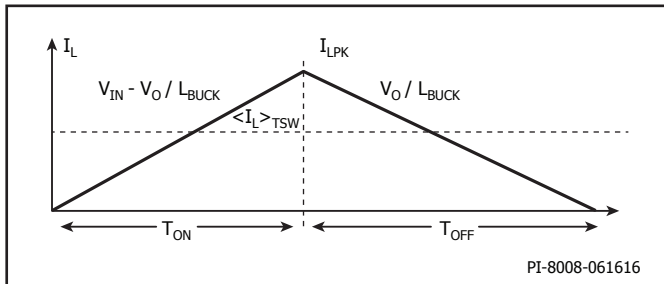 I_L
I_LPK
V_IN - V_O / L_BUCK
V_O / L_BUCK
<I_L>_TSW
T_ON
T_OFF
PI-8008-061616